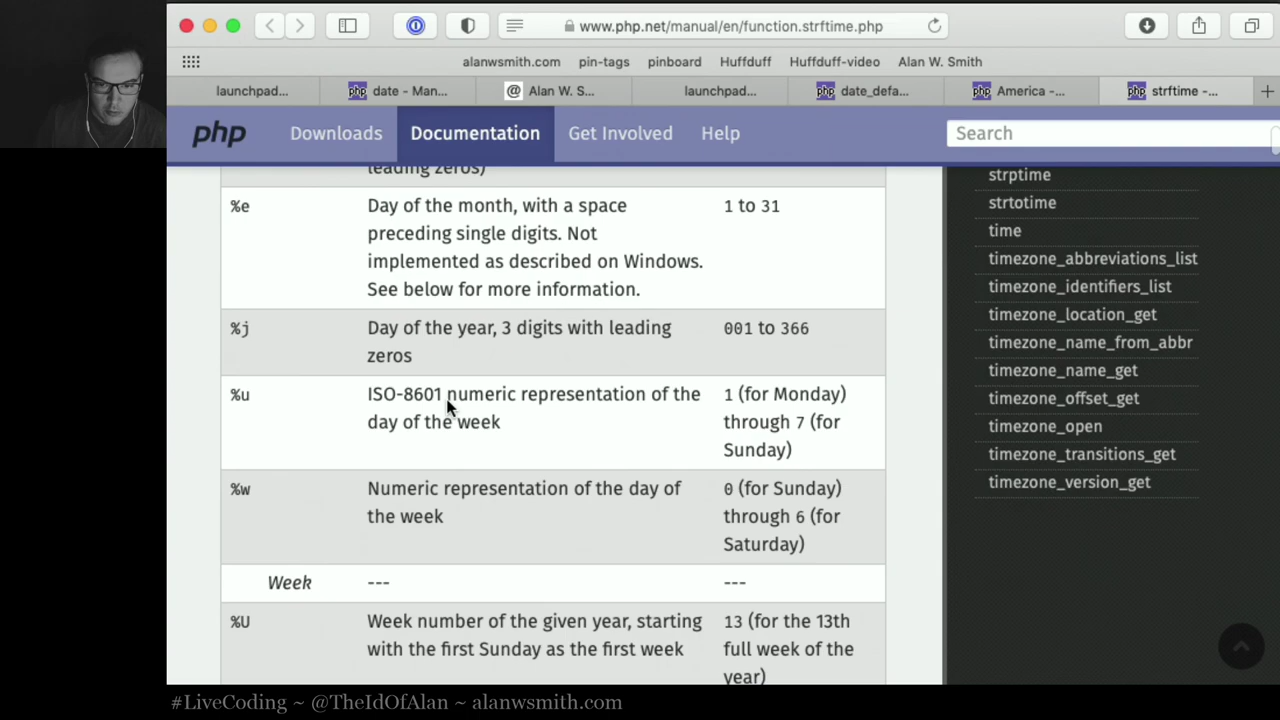 www.php.net/manual/en/function.strftime.php
alanwsmith.com pin-tags pinboard Huffduff Huffduff-video Alan W. Smith
launchpad... date - Man... Alan W. S... launchpad... date_defa... America -... strftime -...
php Downloads Documentation Get Involved Help Search
leading zeros)
%e Day of the month, with a space 1 to 31
preceding single digits. Not
implemented as described on Windows.
See below for more information.
%j Day of the year, 3 digits with leading 001 to 366
zeros
%u ISO-8601 numeric representation of the 1 (for Monday)
day of the week through 7 (for
Sunday)
%w Numeric representation of the day of 0 (for Sunday)
the week through 6 (for
Saturday)
Week --- ---
%U Week number of the given year, starting 13 (for the 13th
with the first Sunday as the first week full week of the
year)
strptime
strtotime
time
timezone_abbreviations_list
timezone_identifiers_list
timezone_location_get
timezone_name_from_abbr
timezone_name_get
timezone_offset_get
timezone_open
timezone_transitions_get
timezone_version_get
#LiveCoding ~ @TheIdOfAlan ~ alanwsmith.com